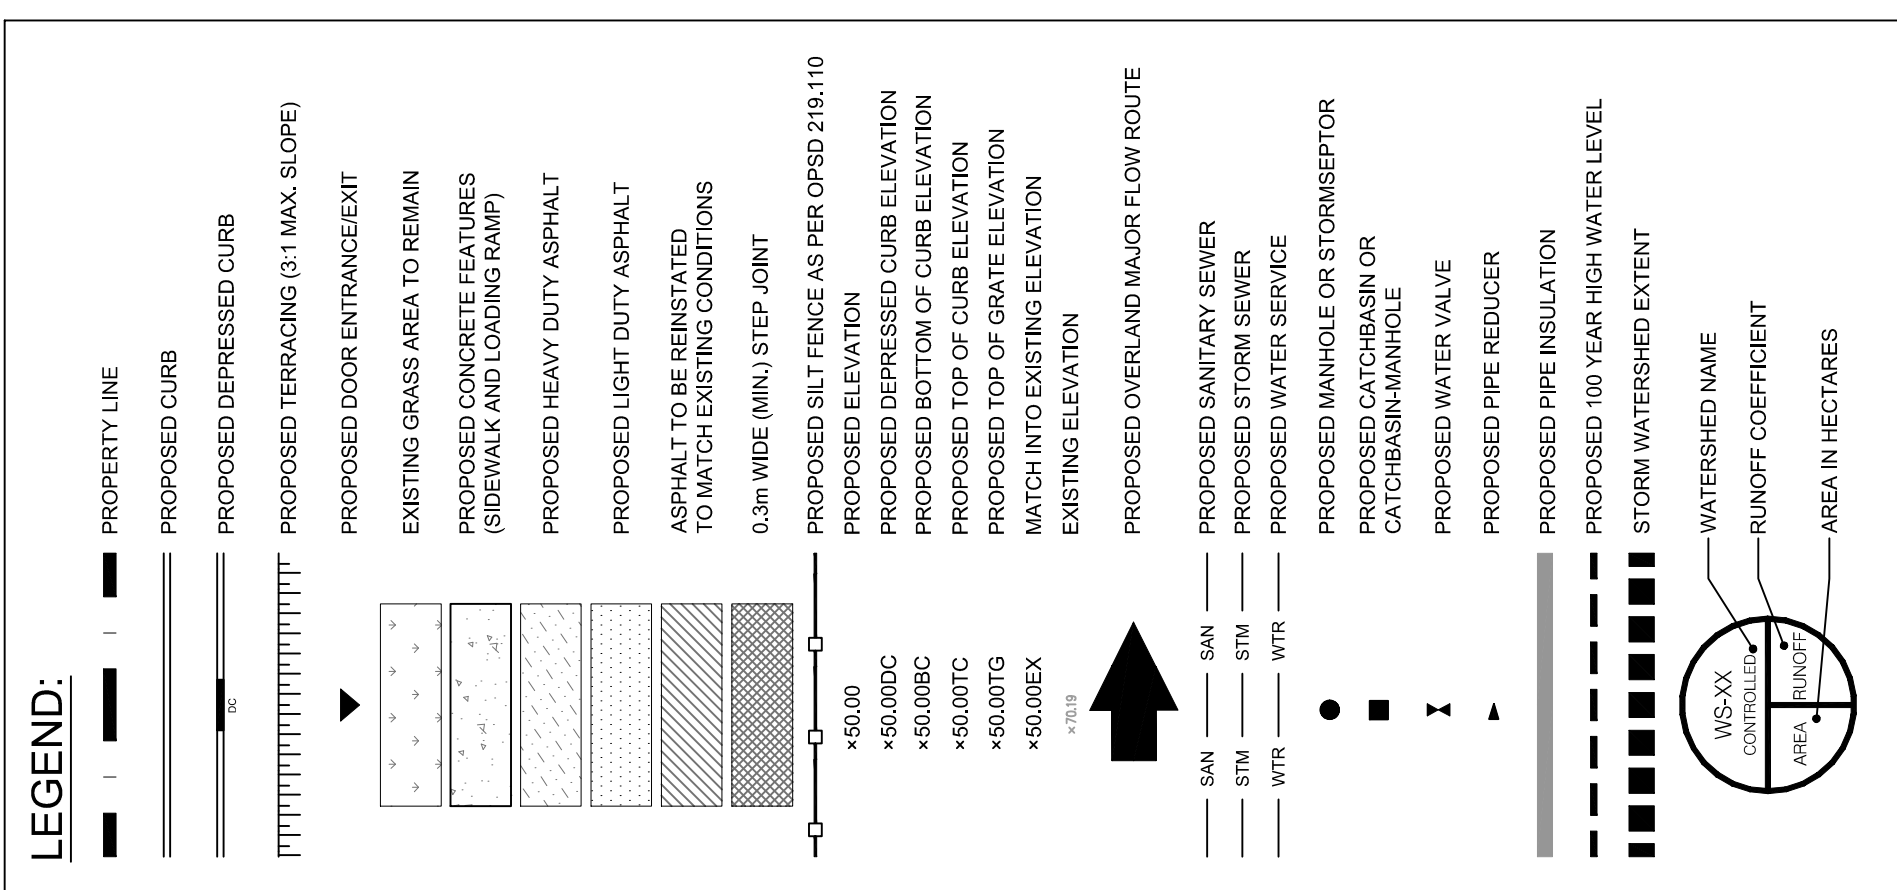 LEGEND:
PROPERTY LINE
PROPOSED CURB
DC
PROPOSED DEPRESSED CURB
PROPOSED TERRACING (3:1 MAX. SLOPE)
PROPOSED DOOR ENTRANCE/EXIT
EXISTING GRASS AREA TO REMAIN
PROPOSED CONCRETE FEATURES
(SIDEWALK AND LOADING RAMP)
PROPOSED HEAVY DUTY ASPHALT
PROPOSED LIGHT DUTY ASPHALT
ASPHALT TO BE REINSTATED
TO MATCH EXISTING CONDITIONS
0.3m WIDE (MIN.) STEP JOINT
PROPOSED SILT FENCE AS PER OPSD 219.110
×50.00 PROPOSED ELEVATION
×50.00DC PROPOSED DEPRESSED CURB ELEVATION
×50.00BC PROPOSED BOTTOM OF CURB ELEVATION
×50.00TC PROPOSED TOP OF CURB ELEVATION
×50.00TG PROPOSED TOP OF GRATE ELEVATION
×50.00EX MATCH INTO EXISTING ELEVATION
×70.19 EXISTING ELEVATION
PROPOSED OVERLAND MAJOR FLOW ROUTE
SAN SAN PROPOSED SANITARY SEWER
STM STM PROPOSED STORM SEWER
WTR WTR PROPOSED WATER SERVICE
PROPOSED MANHOLE OR STORMSEPTOR
PROPOSED CATCHBASIN OR
CATCHBASIN-MANHOLE
PROPOSED WATER VALVE
PROPOSED PIPE REDUCER
PROPOSED PIPE INSULATION
PROPOSED 100 YEAR HIGH WATER LEVEL
STORM WATERSHED EXTENT
WS-XX
CONTROLLED
AREA RUNOFF
WATERSHED NAME
RUNOFF COEFFICIENT
AREA IN HECTARES